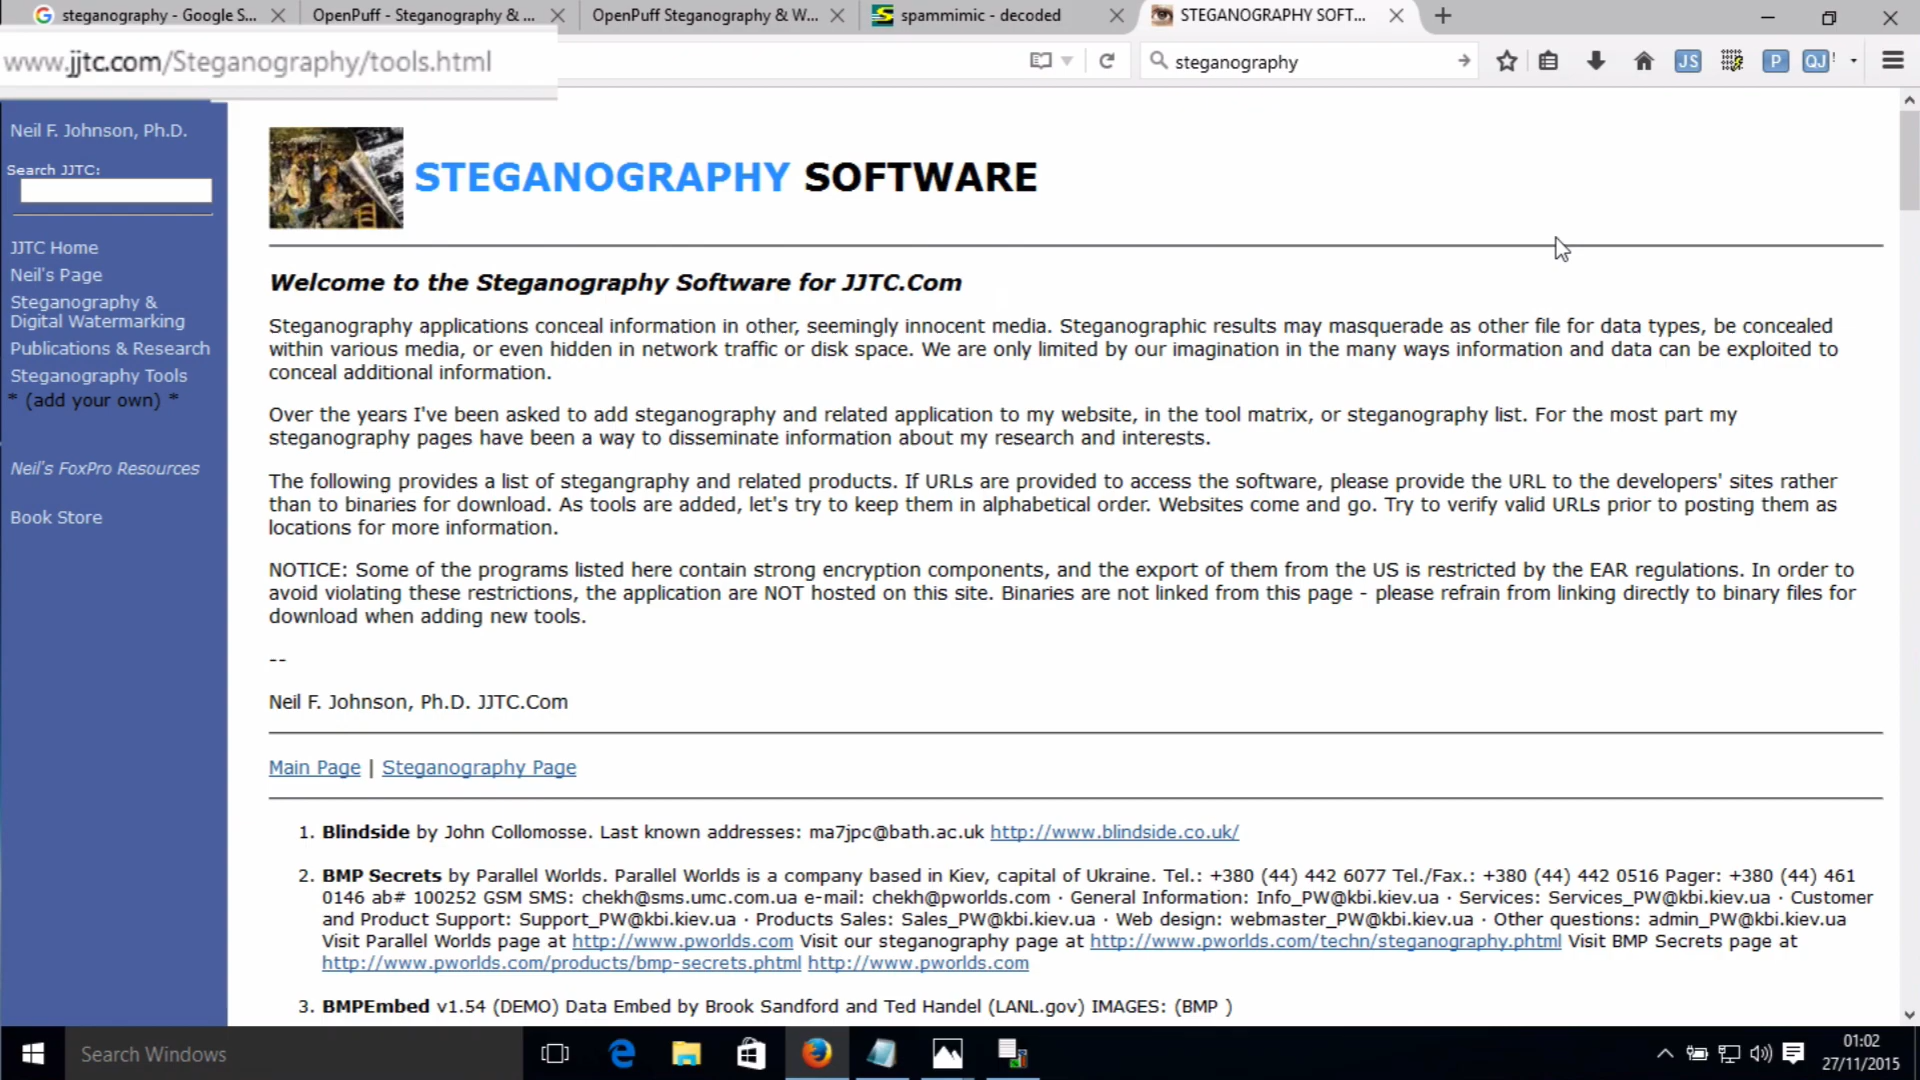 steganography - Google S...
OpenPuff - Steganography & ...
OpenPuff Steganography & W...
spammimic - decoded
STEGANOGRAPHY SOFT...
www.jjtc.com/Steganography/tools.html
steganography
JS
P
QJ!
Neil F. Johnson, Ph.D.
Search JJTC:
JJTC Home
Neil's Page
Steganography &
Digital Watermarking
Publications & Research
Steganography Tools
* (add your own) *
Neil's FoxPro Resources
Book Store
STEGANOGRAPHY SOFTWARE
Welcome to the Steganography Software for JJTC.Com
Steganography applications conceal information in other, seemingly innocent media. Steganographic results may masquerade as other file for data types, be concealed
within various media, or even hidden in network traffic or disk space. We are only limited by our imagination in the many ways information and data can be exploited to
conceal additional information.
Over the years I've been asked to add steganography and related application to my website, in the tool matrix, or steganography list. For the most part my
steganography pages have been a way to disseminate information about my research and interests.
The following provides a list of stegangraphy and related products. If URLs are provided to access the software, please provide the URL to the developers' sites rather
than to binaries for download. As tools are added, let's try to keep them in alphabetical order. Websites come and go. Try to verify valid URLs prior to posting them as
locations for more information.
NOTICE: Some of the programs listed here contain strong encryption components, and the export of them from the US is restricted by the EAR regulations. In order to
avoid violating these restrictions, the application are NOT hosted on this site. Binaries are not linked from this page - please refrain from linking directly to binary files for
download when adding new tools.
--
Neil F. Johnson, Ph.D. JJTC.Com
Main Page | Steganography Page
1. Blindside by John Collomosse. Last known addresses: ma7jpc@bath.ac.uk http://www.blindside.co.uk/
2. BMP Secrets by Parallel Worlds. Parallel Worlds is a company based in Kiev, capital of Ukraine. Tel.: +380 (44) 442 6077 Tel./Fax.: +380 (44) 442 0516 Pager: +380 (44) 461
0146 ab# 100252 GSM SMS: chekh@sms.umc.com.ua e-mail: chekh@pworlds.com · General Information: Info_PW@kbi.kiev.ua · Services: Services_PW@kbi.kiev.ua · Customer
and Product Support: Support_PW@kbi.kiev.ua · Products Sales: Sales_PW@kbi.kiev.ua · Web design: webmaster_PW@kbi.kiev.ua · Other questions: admin_PW@kbi.kiev.ua
Visit Parallel Worlds page at http://www.pworlds.com Visit our steganography page at http://www.pworlds.com/techn/steganography.phtml Visit BMP Secrets page at
http://www.pworlds.com/products/bmp-secrets.phtml http://www.pworlds.com
3. BMPEmbed v1.54 (DEMO) Data Embed by Brook Sandford and Ted Handel (LANL.gov) IMAGES: (BMP )
Search Windows
01:02
27/11/2015